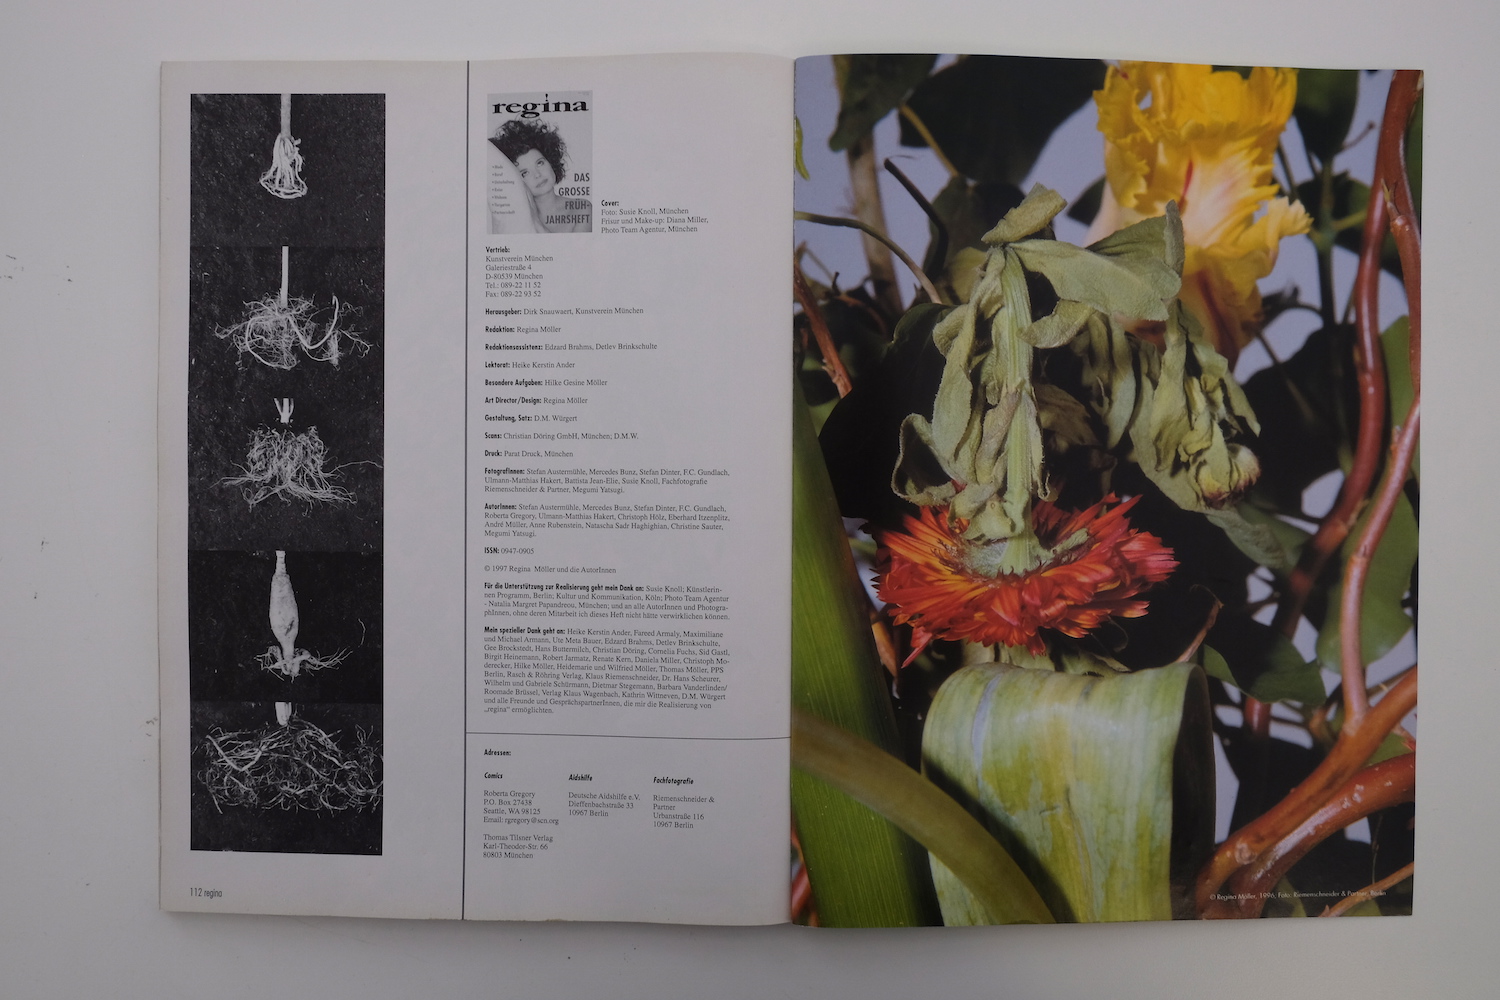 regina
DAS
GROSSE
FRÜH-
JAHRSHEFT
Cover:
Foto: Susie Knoll, München
Frisur und Make-up: Diana Miller,
Photo Team Agentur, München
Vertrieb:
Kunstverein München
Galeriestraße 4
D-80539 München
Tel.: 089-22 11 52
Fax: 089-22 93 52
Herausgeber: Dirk Snauwaert, Kunstverein München
Redaktion: Regina Möller
Redaktionsassistenz: Edzard Brahms, Detlev Brinkschulte
Lektorat: Heike Kerstin Ander
Besondere Aufgaben: Hilke Gesine Möller
Art Director/Design: Regina Möller
Gestaltung, Satz: D.M. Würgert
Scans: Christian Döring GmbH, München; D.M.W.
Druck: Parat Druck, München
FotografInnen: Stefan Austermühle, Mercedes Bunz, Stefan Dinter, F.C. Gundlach,
Ulmann-Matthias Hakert, Battista Jean-Elie, Susie Knoll, Fachfotografie
Riemenschneider & Partner, Megumi Yatsugi.
AutorInnen: Stefan Austermühle, Mercedes Bunz, Stefan Dinter, F.C. Gundlach,
Roberta Gregory, Ulmann-Matthias Hakert, Christoph Hölz, Eberhard Itzenplitz,
André Müller, Anne Rubenstein, Natascha Sadr Haghighian, Christine Sauter,
Megumi Yatsugi.
ISSN: 0947-0905
© 1997 Regina Möller und die AutorInnen
Für die Unterstützung zur Realisierung geht mein Dank an: Susie Knoll; Künstlerin-
nen Programm, Berlin; Kultur und Kommunikation, Köln; Photo Team Agentur
- Natalia Margret Papandreou, München; und an alle AutorInnen und Photogra-
phInnen, ohne deren Mitarbeit ich dieses Heft nicht hätte verwirklichen können.
Mein spezieller Dank geht an: Heike Kerstin Ander, Fareed Armaly, Maximiliane
und Michael Armann, Ute Meta Bauer, Edzard Brahms, Detlev Brinkschulte,
Gee Brockstedt, Hans Buttermilch, Christian Döring, Cornelia Fuchs, Sid Gastl,
Birgit Heinemann, Robert Jarmatz, Renate Kern, Daniela Miller, Christoph Mo-
derecker, Hilke Möller, Heidemarie und Wilfried Möller, Thomas Möller, PPS
Berlin, Rasch & Röhring Verlag, Klaus Riemenschneider, Dr. Hans Scheurer,
Wilhelm und Gabriele Schürmann, Dietmar Stegemann, Barbara Vanderlinden/
Roomade Brüssel, Verlag Klaus Wagenbach, Kathrin Wittneven, D.M. Würgert
und alle Freunde und GesprächspartnerInnen, die mir die Realisierung von
„regina“ ermöglichten.
Adressen:
Comics
Roberta Gregory
P.O. Box 27438
Seattle, WA 98125
Email: rgregory@scn.org
Thomas Tilsner Verlag
Karl-Theodor-Str. 66
80803 München
Aidshilfe
Deutsche Aidshilfe e.V.
Dieffenbachstraße 33
10967 Berlin
Fachfotografie
Riemenschneider &
Partner
Urbanstraße 116
10967 Berlin
112 regina
© Regina Möller, 1996, Foto: Riemenschneider & Partner, Berlin